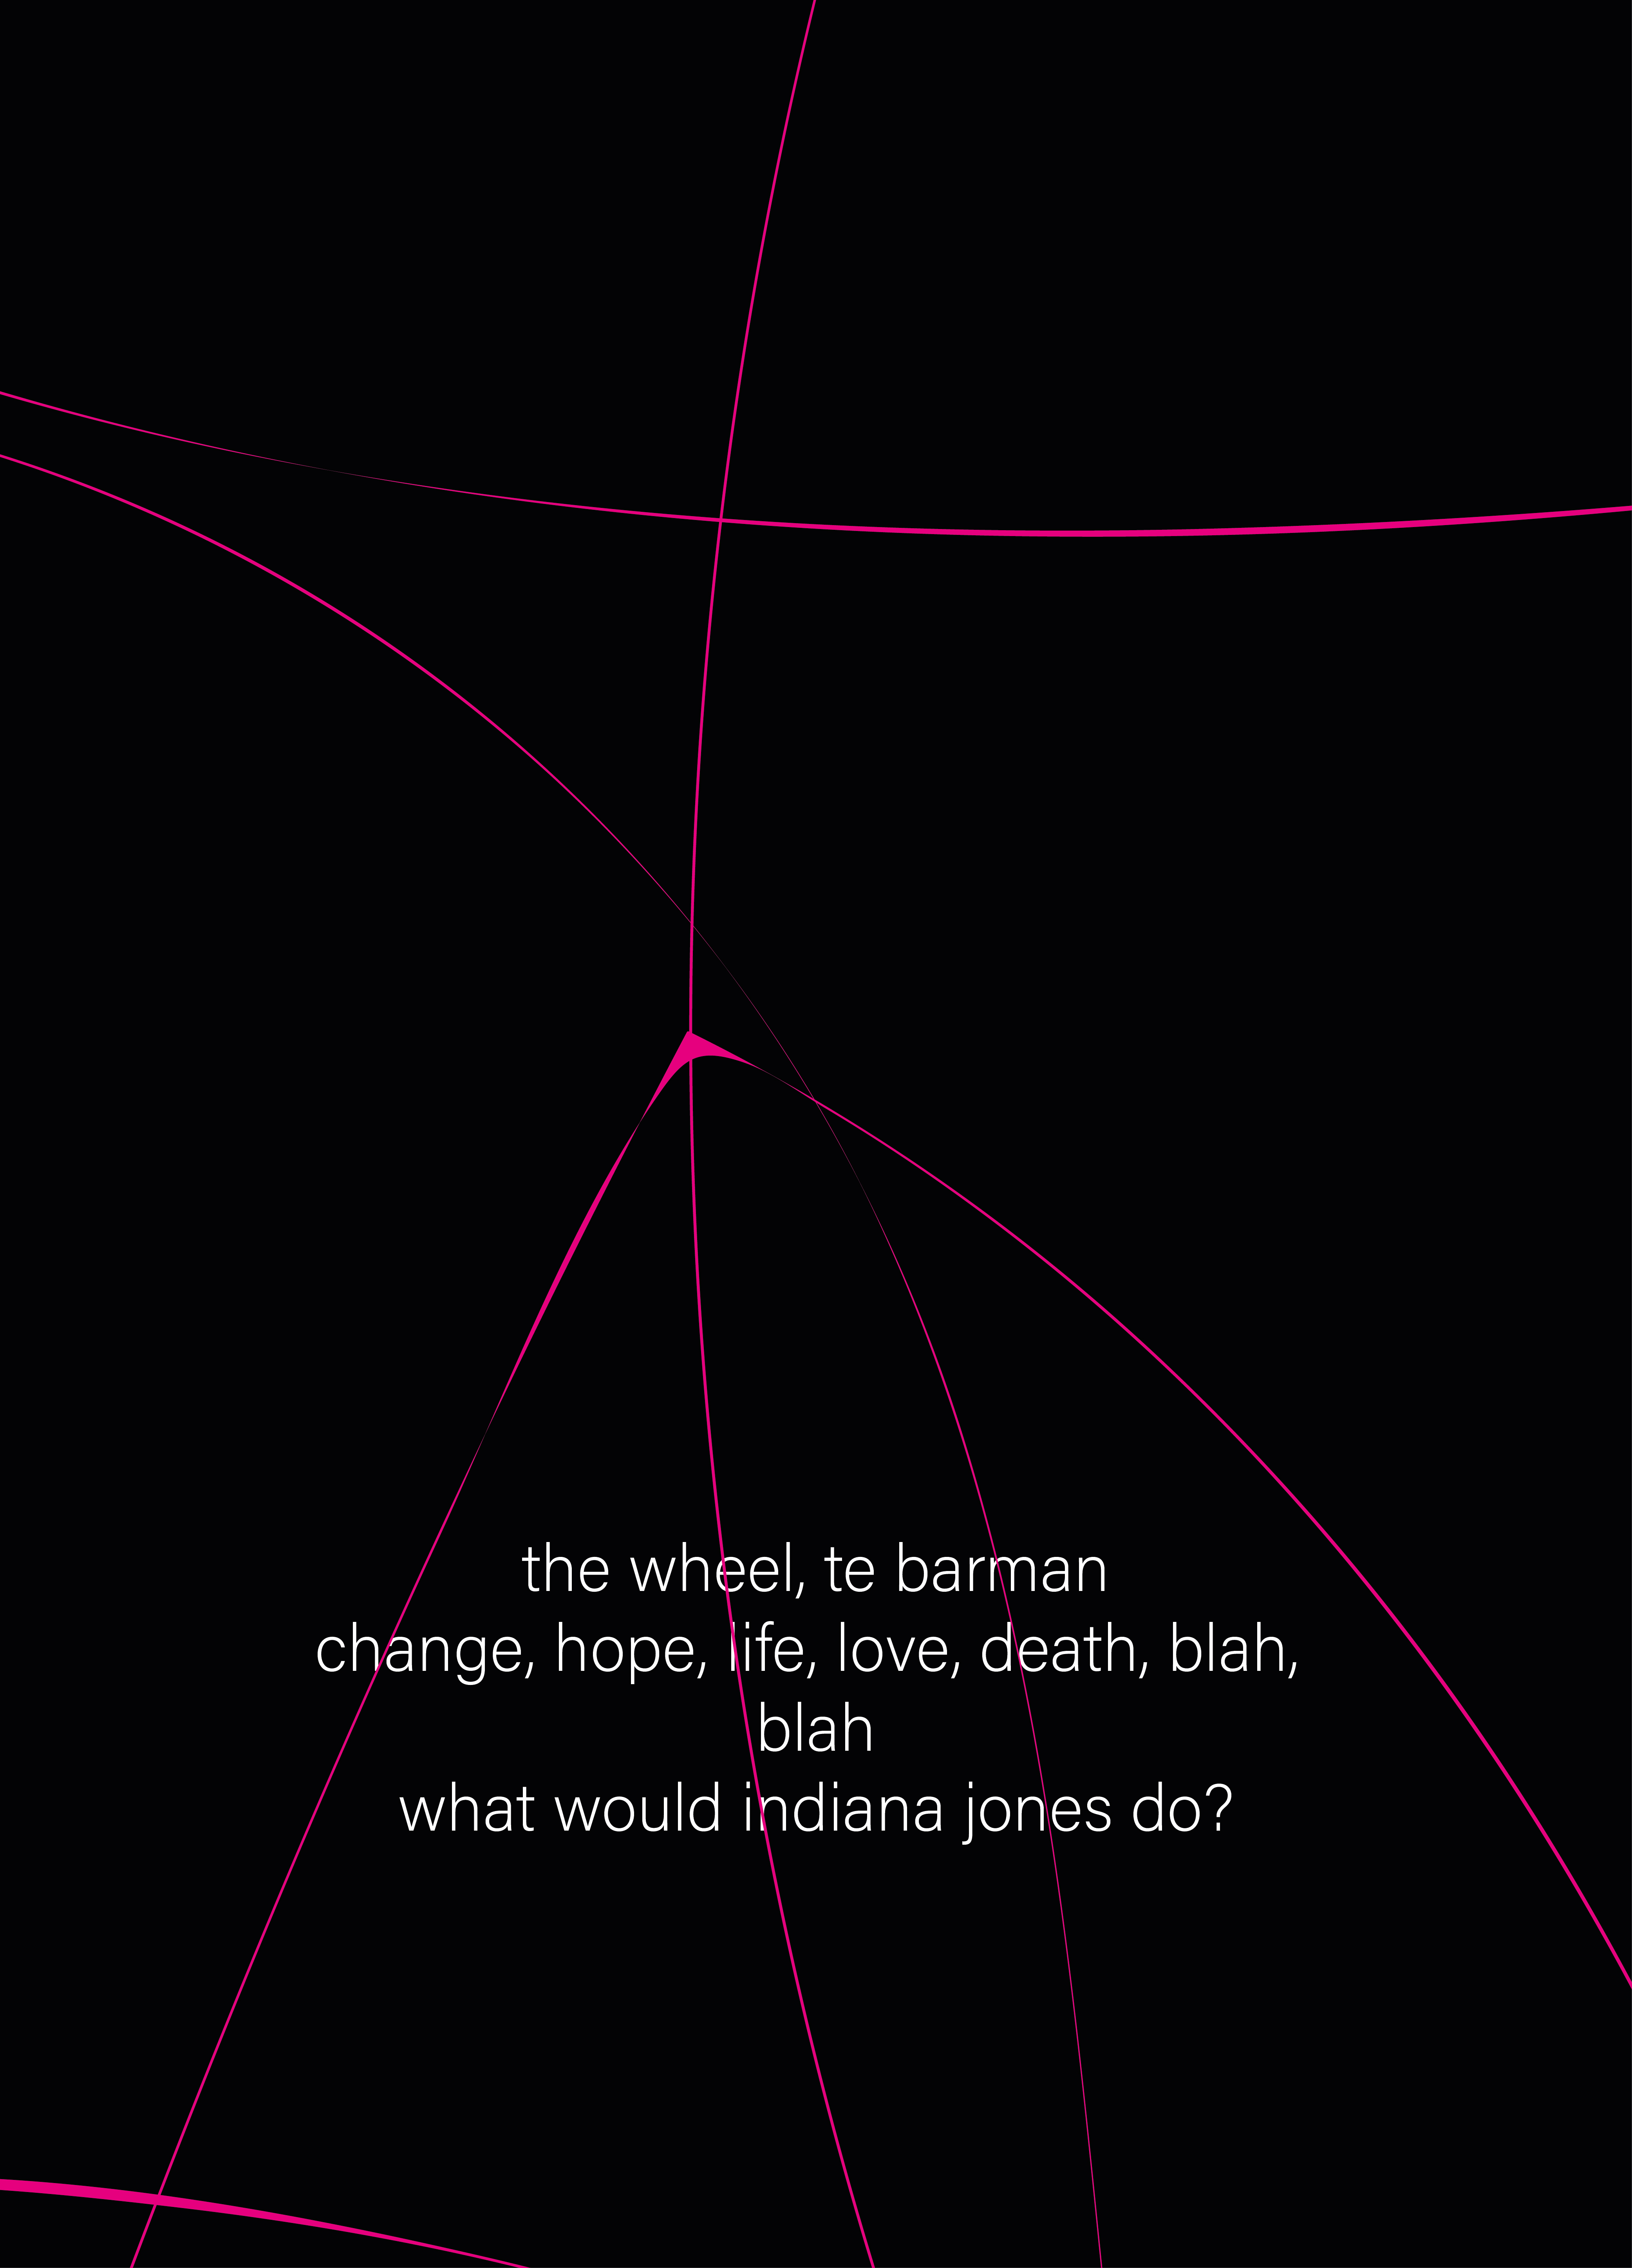 the wheel, te barman
change, hope, life, love, death, blah,
blah
what would indiana jones do?